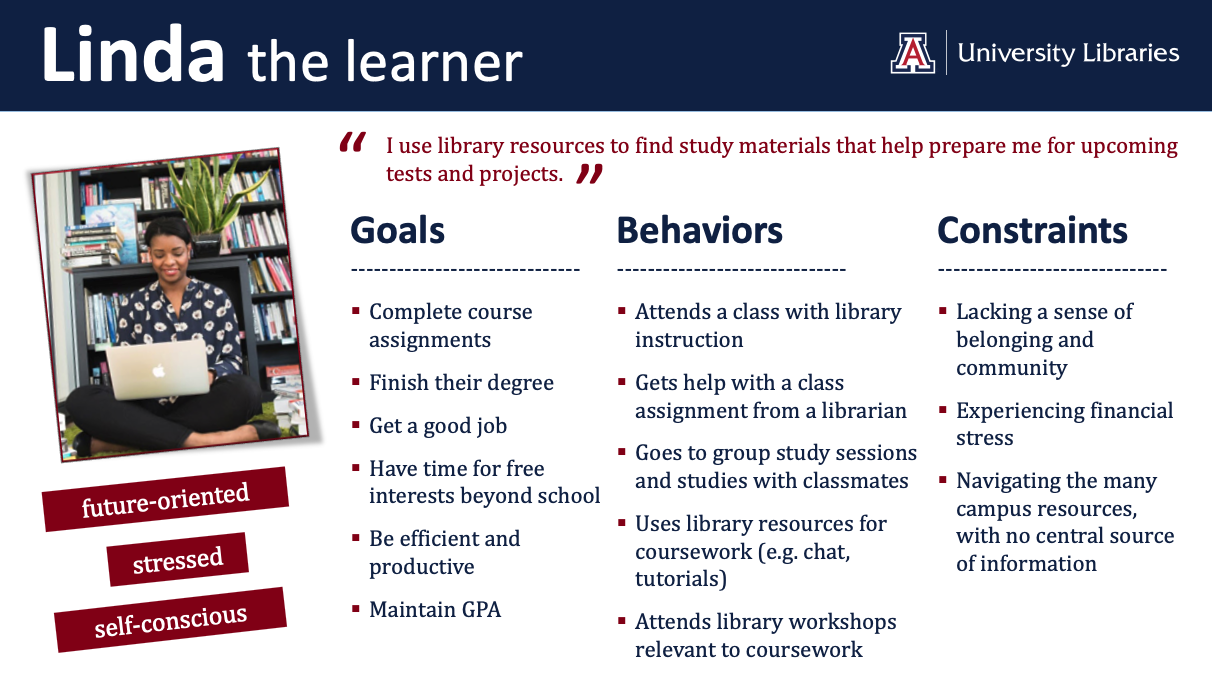 Linda the learner
A University Libraries
“ I use library resources to find study materials that help prepare me for upcoming
tests and projects. ”
future-oriented
stressed
self-conscious
Goals
-----------------------------
▪ Complete course
assignments
▪ Finish their degree
▪ Get a good job
▪ Have time for free
interests beyond school
▪ Be efficient and
productive
▪ Maintain GPA
Behaviors
-----------------------------
▪ Attends a class with library
instruction
▪ Gets help with a class
assignment from a librarian
▪ Goes to group study sessions
and studies with classmates
▪ Uses library resources for
coursework (e.g. chat,
tutorials)
▪ Attends library workshops
relevant to coursework
Constraints
-----------------------------
▪ Lacking a sense of
belonging and
community
▪ Experiencing financial
stress
▪ Navigating the many
campus resources,
with no central source
of information